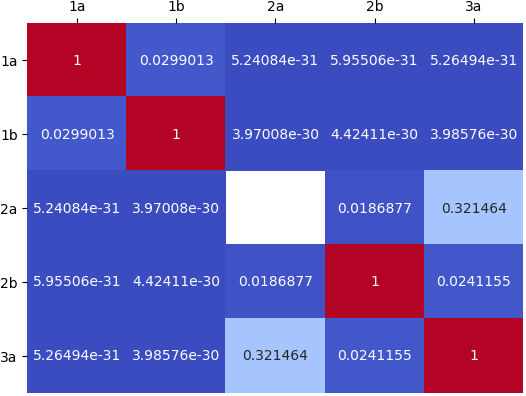 1a 1b 2a 2b 3a
1a 1 0.0299013 5.24084e-31 5.95506e-31 5.26494e-31
1b 0.0299013 1 3.97008e-30 4.42411e-30 3.98576e-30
2a 5.24084e-31 3.97008e-30 0.0186877 0.321464
2b 5.95506e-31 4.42411e-30 0.0186877 1 0.0241155
3a 5.26494e-31 3.98576e-30 0.321464 0.0241155 1